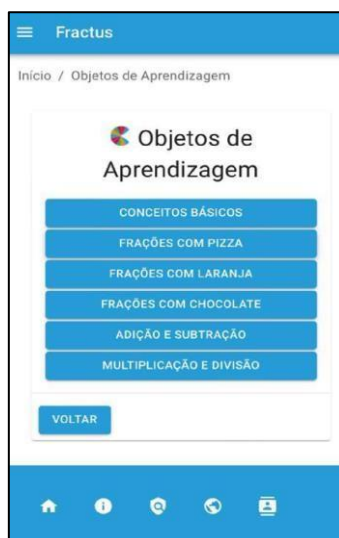 Fractus
Início / Objetos de Aprendizagem
Objetos de
Aprendizagem
CONCEITOS BÁSICOS
FRAÇÕES COM PIZZA
FRAÇÕES COM LARANJA
FRAÇÕES COM CHOCOLATE
ADIÇÃO E SUBTRAÇÃO
MULTIPLICAÇÃO E DIVISÃO
VOLTAR